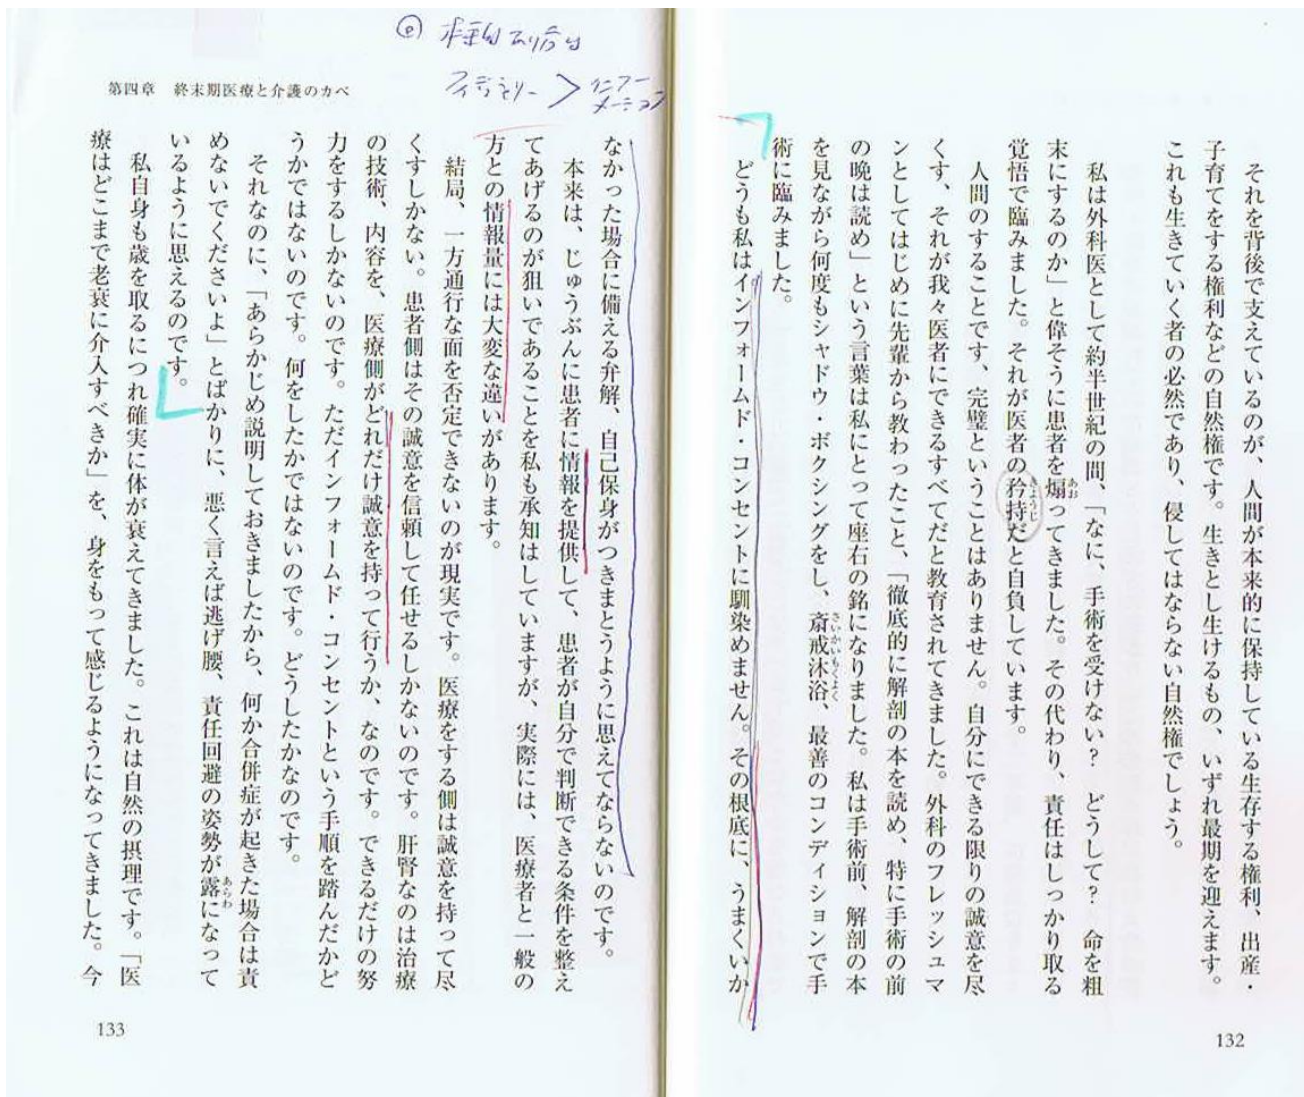 それを背後で支えているのが、人間が本来的に保持している生存する権利、出産・
子育てをする権利などの自然権です。生きとし生けるもの、いずれ最期を迎えます。
これも生きていく者の必然であり、侵してはならない自然権でしょう。
私は外科医として約半世紀の間、「なに、手術を受けない? どうして? 命を粗
末にするのか」と偉そうに患者を煽ってきました。その代わり、責任はしっかり取る
あお
覚悟で臨みました。それが医者の矜持だと自負しています。
きょうじ
人間のすることです、完璧ということはありません。自分にできる限りの誠意を尽
くす、それが我々医者にできるすべてだと教育されてきました。外科のフレッシュマ
ンとしてはじめに先輩から教わったこと、「徹底的に解剖の本を読め、特に手術の前
の晩は読め」という言葉は私にとって座右の銘になりました。私は手術前、解剖の本
を見ながら何度もシャドウ・ボクシングをし、斎戒沐浴、最善のコンディションで手
さいかいもくよく
術に臨みました。
どうも私はインフォームド・コンセントに馴染めません。その根底に、うまくいか
132
第四章 終末期医療と介護のカベ
フィデュシャリー > インフォーメーション
なかった場合に備える弁解、自己保身がつきまとうように思えてならないのです。
本来は、じゅうぶんに患者に情報を提供して、患者が自分で判断できる条件を整え
てあげるのが狙いであることを私も承知はしていますが、実際には、医療者と一般の
方との情報量には大変な違いがあります。
結局、一方通行な面を否定できないのが現実です。医療をする側は誠意を持って尽
くすしかない。患者側はその誠意を信頼して任せるしかないのです。肝腎なのは治療
の技術、内容を、医療側がどれだけ誠意を持って行うか、なのです。できるだけの努
力をするしかないのです。ただインフォームド・コンセントという手順を踏んだかど
うかではないのです。何をしたかではないのです。どうしたかなのです。
それなのに、「あらかじめ説明しておきましたから、何か合併症が起きた場合は責
めないでくださいよ」とばかりに、悪く言えば逃げ腰、責任回避の姿勢が露になって
あらわ
いるように思えるのです。
私自身も歳を取るにつれ確実に体が衰えてきました。これは自然の摂理です。「医
療はどこまで老衰に介入すべきか」を、身をもって感じるようになってきました。今
133